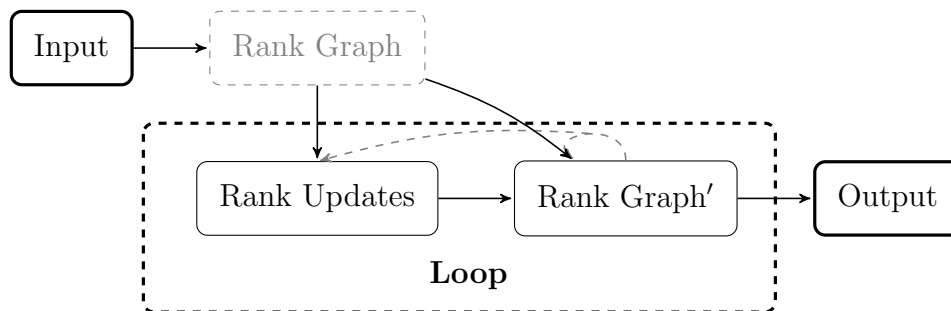 Input
Rank Graph
Rank Updates
Rank Graph′
Output
Loop